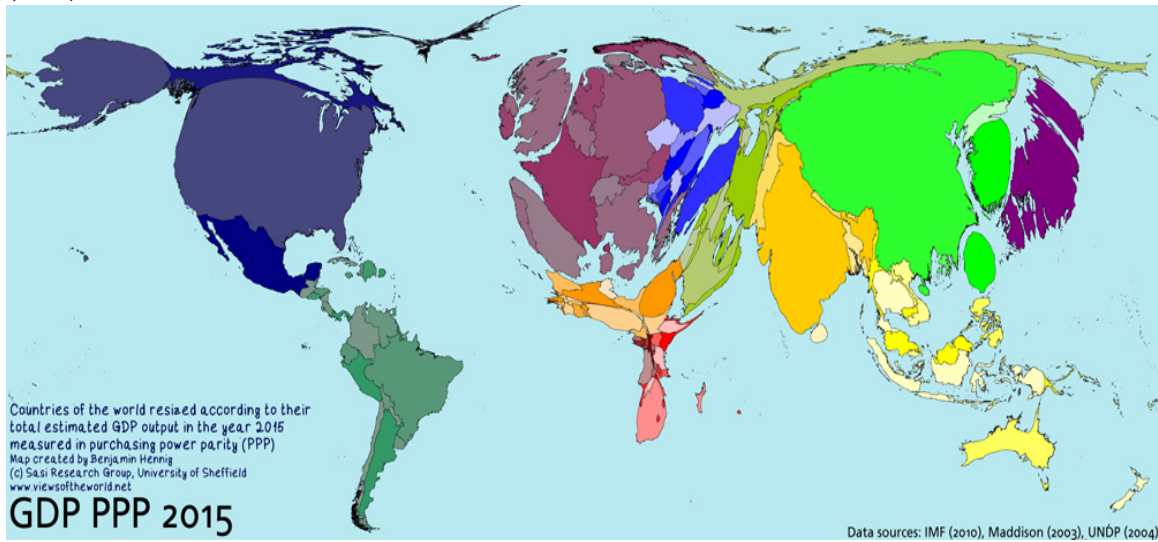 Countries of the world resized according to their
total estimated GDP output in the year 2015
measured in purchasing power parity (PPP)
Map created by Benjamin Hennig
(c) Sasi Research Group, University of Sheffield
www.viewsoftheworld.net
GDP PPP 2015
Data sources: IMF (2010), Maddison (2003), UNDP (2004)